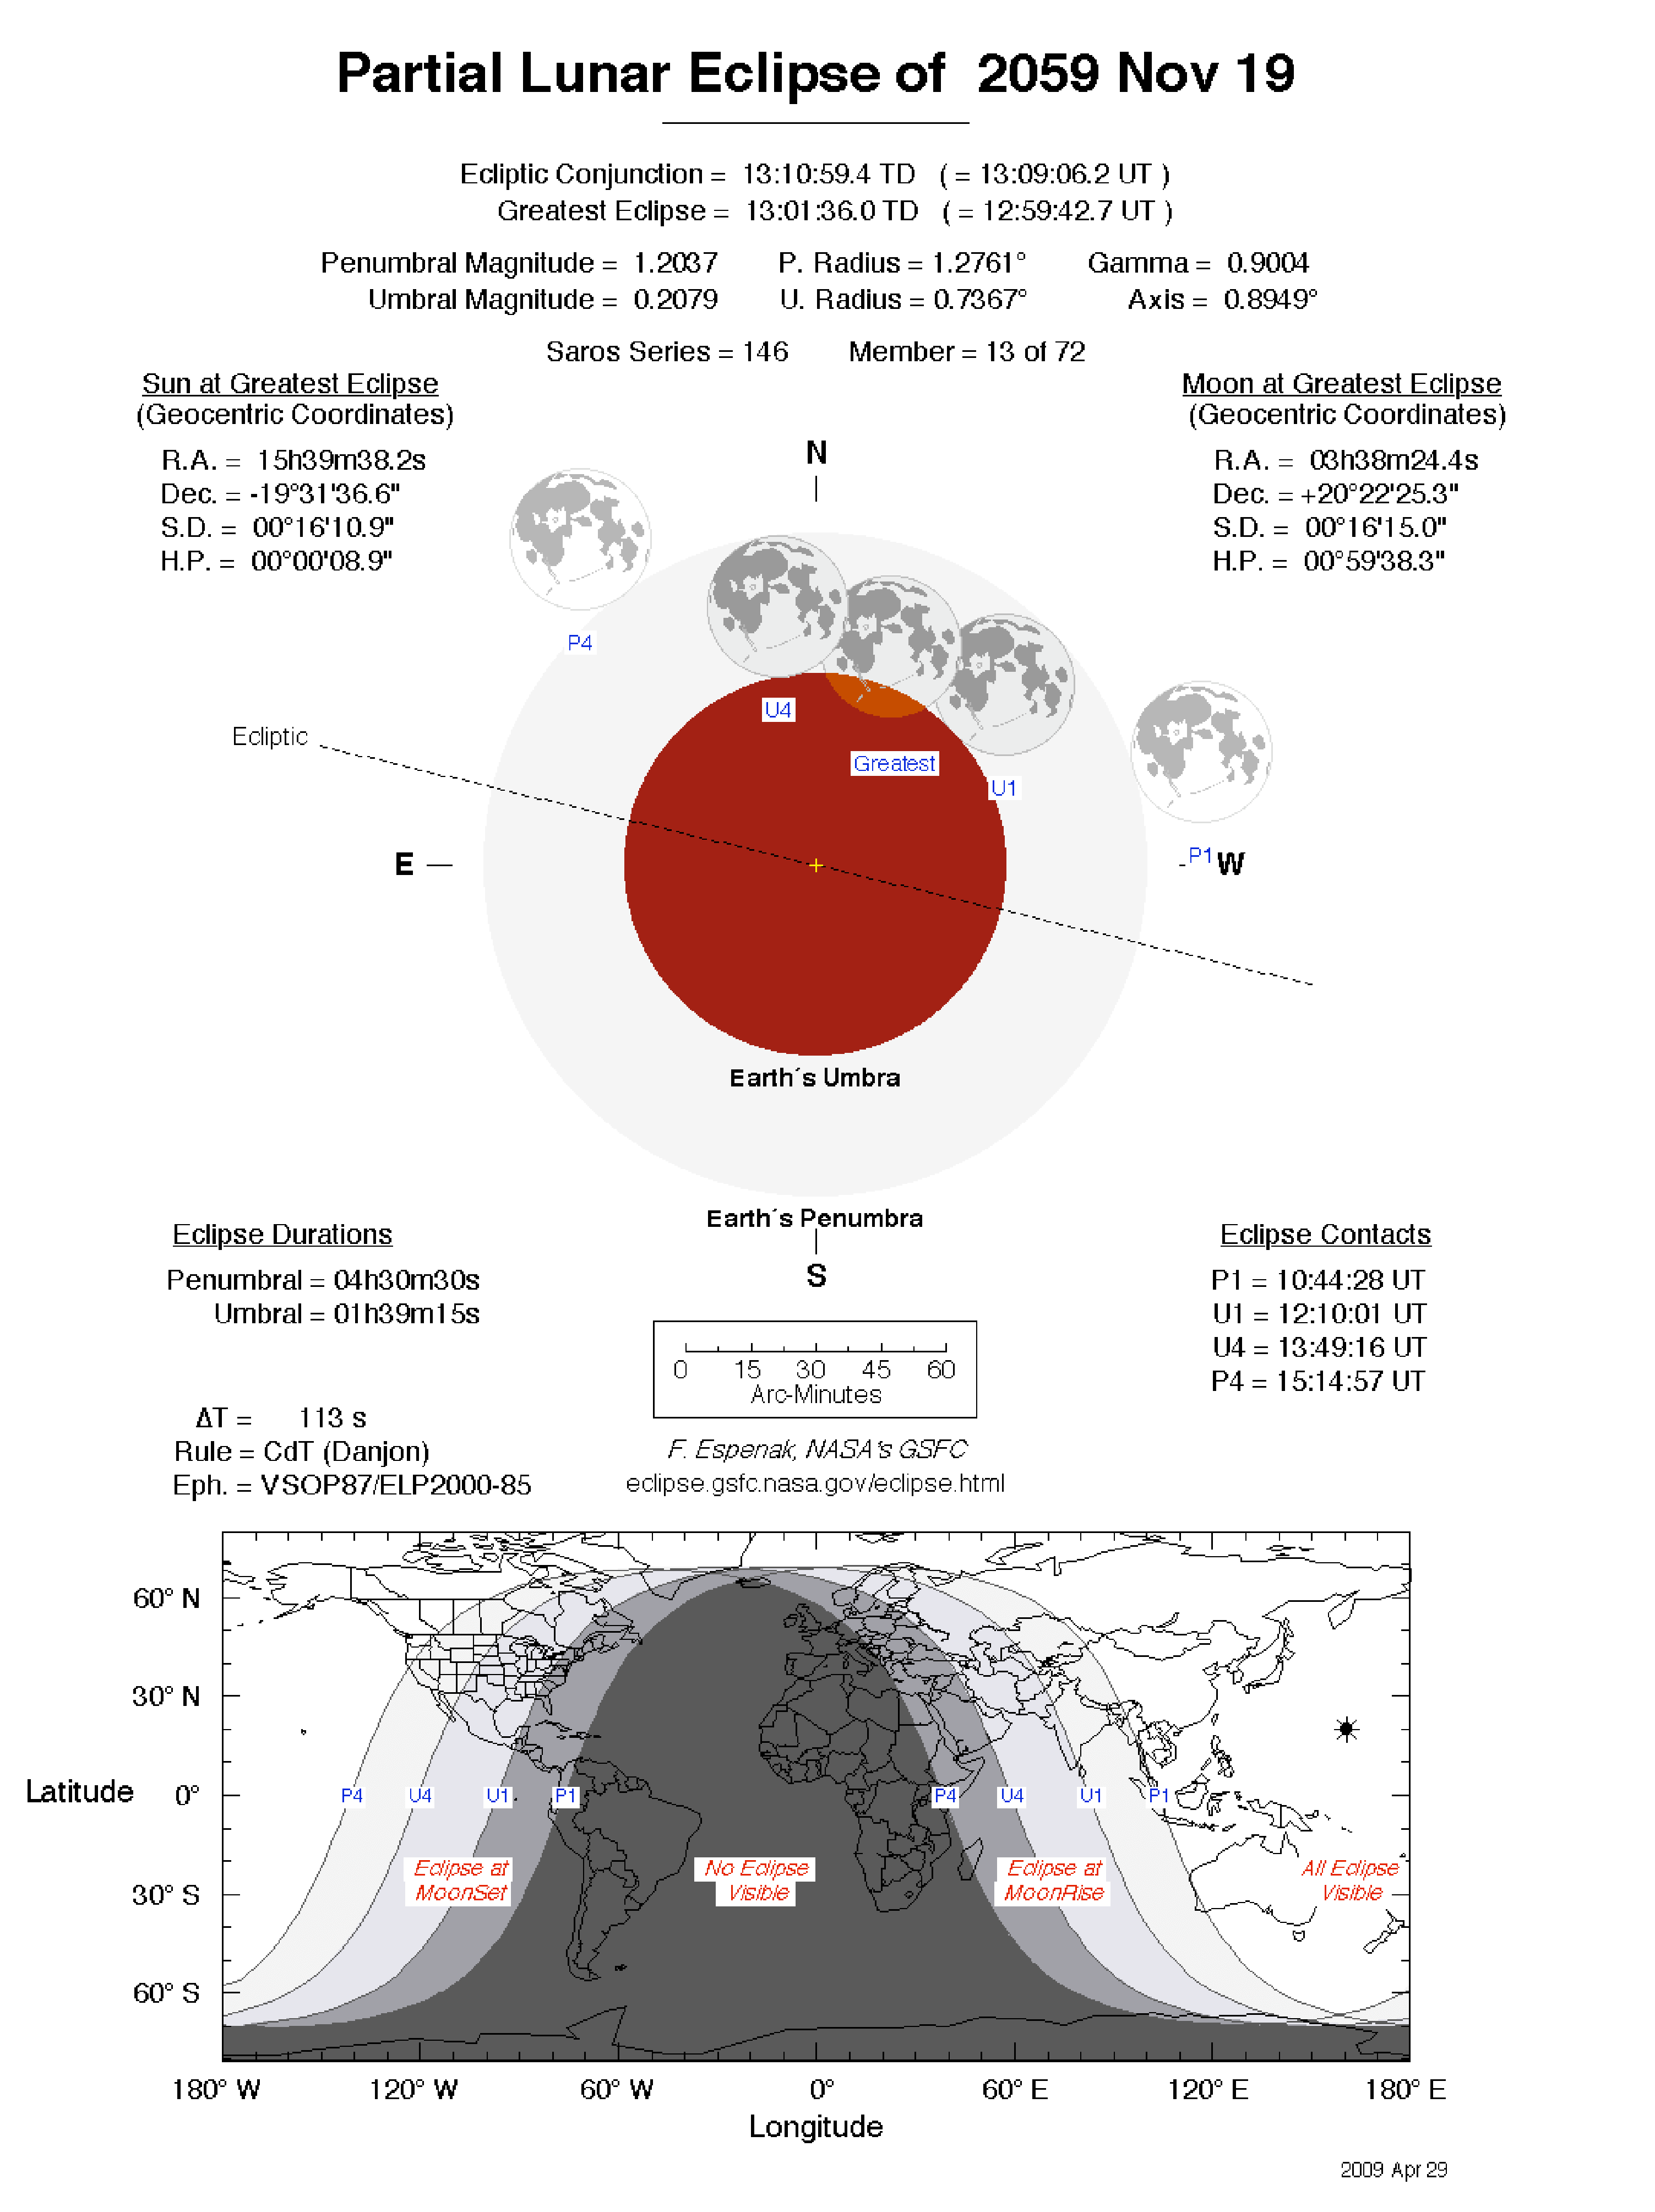 Partial Lunar Eclipse of 2059 Nov 19
Ecliptic Conjunction = 13:10:59.4 TD ( = 13:09:06.2 UT )
Greatest Eclipse = 13:01:36.0 TD ( = 12:59:42.7 UT )
Penumbral Magnitude = 1.2037 P. Radius = 1.2761° Gamma = 0.9004
Umbral Magnitude = 0.2079 U. Radius = 0.7367° Axis = 0.8949°
Saros Series = 146 Member = 13 of 72
Sun at Greatest Eclipse
(Geocentric Coordinates)
R.A. = 15h39m38.2s
Dec. = -19°31'36.6"
S.D. = 00°16'10.9"
H.P. = 00°00'08.9"
Moon at Greatest Eclipse
(Geocentric Coordinates)
R.A. = 03h38m24.4s
Dec. = +20°22'25.3"
S.D. = 00°16'15.0"
H.P. = 00°59'38.3"
N
P4
U4
Greatest
U1
Ecliptic
E
P1 W
Earth's Umbra
Earth's Penumbra
S
Eclipse Durations
Penumbral = 04h30m30s
Umbral = 01h39m15s
Eclipse Contacts
P1 = 10:44:28 UT
U1 = 12:10:01 UT
U4 = 13:49:16 UT
P4 = 15:14:57 UT
0 15 30 45 60
Arc-Minutes
ΔT = 113 s
Rule = CdT (Danjon)
Eph. = VSOP87/ELP2000-85
F. Espenak, NASA's GSFC
eclipse.gsfc.nasa.gov/eclipse.html
60° N
30° N
Latitude 0°
30° S
60° S
P4 U4 U1 P1 P4 U4 U1 P1
Eclipse at
MoonSet
No Eclipse
Visible
Eclipse at
MoonRise
All Eclipse
Visible
180° W 120° W 60° W 0° 60° E 120° E 180° E
Longitude
2009 Apr 29